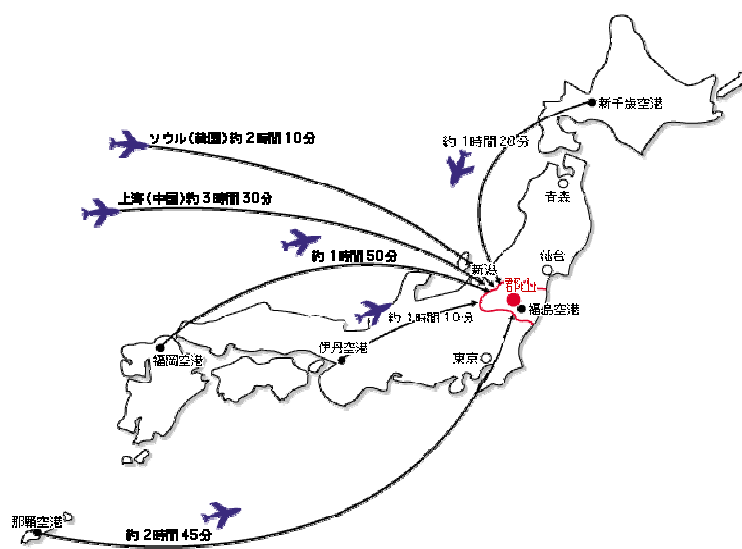 新千歳空港
ソウル(韓国)約2時間10分
約1時間20分
上海(中国)約3時間30分
青森
約1時間50分
仙台
新潟
郡山
福島空港
約1時間10分
伊丹空港
福岡空港
東京
那覇空港
約2時間45分